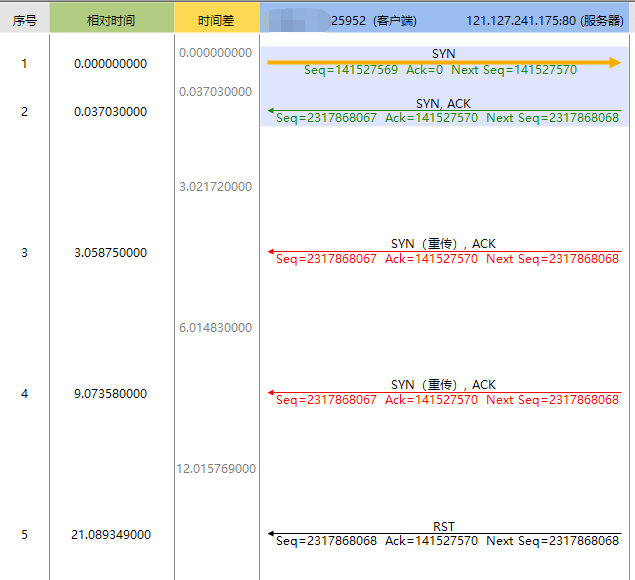 序号 相对时间 时间差 25952 (客户端) 121.127.241.175:80 (服务器)
0.000000000
SYN
1 0.000000000
Seq=141527569 Ack=0 Next Seq=141527570
0.037030000
SYN, ACK
2 0.037030000
Seq=2317868067 Ack=141527570 Next Seq=2317868068
3.021720000
SYN（重传）, ACK
3 3.058750000
Seq=2317868067 Ack=141527570 Next Seq=2317868068
6.014830000
SYN（重传）, ACK
4 9.073580000
Seq=2317868067 Ack=141527570 Next Seq=2317868068
12.015769000
RST
5 21.089349000
Seq=2317868068 Ack=141527570 Next Seq=2317868068